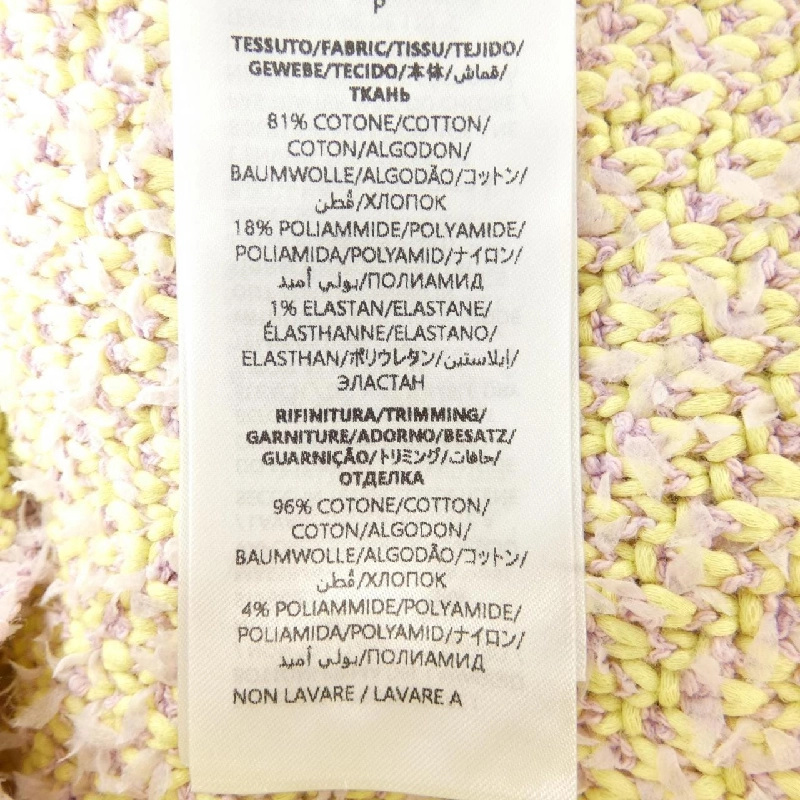 P
TESSUTO/FABRIC/TISSU/TEJIDO/
GEWEBE/TECIDO/本体/قماش/
ТКАНЬ
81% COTONE/COTTON/
COTON/ALGODON/
BAUMWOLLE/ALGODÃO/コットン/
قُطن/ХЛОПОК
18% POLIAMMIDE/POLYAMIDE/
POLIAMIDA/POLYAMID/ナイロン/
بولي أميد/ПОЛИАМИД
1% ELASTAN/ELASTANE/
ÉLASTHANNE/ELASTANO/
ELASTHAN/ポリウレタン/إيلاستين/
ЭЛАСТАН
RIFINITURA/TRIMMING/
GARNITURE/ADORNO/BESATZ/
GUARNIÇÃO/トリミング/حافات/
ОТДЕЛКА
96% COTONE/COTTON/
COTON/ALGODON/
BAUMWOLLE/ALGODÃO/コットン/
قُطن/ХЛОПОК
4% POLIAMMIDE/POLYAMIDE/
POLIAMIDA/POLYAMID/ナイロン/
بولي أميد/ПОЛИАМИД
NON LAVARE / LAVARE A